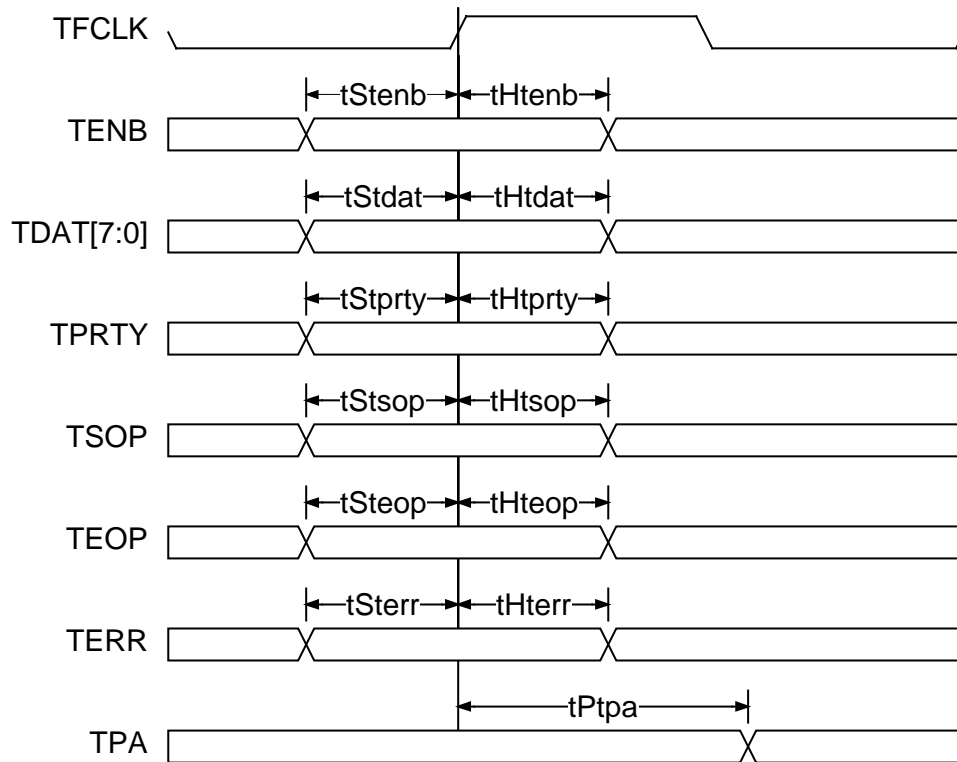 TFCLK
tStenb tHtenb
TENB
tStdat tHtdat
TDAT[7:0]
tStprty tHtprty
TPRTY
tStsop tHtsop
TSOP
tSteop tHteop
TEOP
tSterr tHterr
TERR
tPtpa
TPA